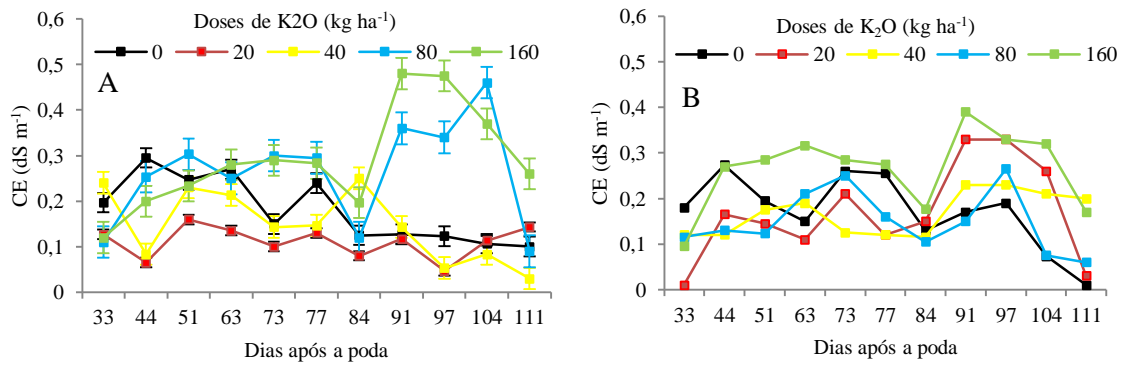 Doses de K2O (kg ha⁻¹)
0 20 40 80 160
A
0,6
0,5
0,4
0,3
0,2
0,1
0
CE (dS m⁻¹)
33 44 51 63 73 77 84 91 97 104 111
Dias após a poda
Doses de K₂O (kg ha⁻¹)
0 20 40 80 160
B
0,6
0,5
0,4
0,3
0,2
0,1
0
CE (dS m⁻¹)
33 44 51 63 73 77 84 91 97 104 111
Dias após a poda